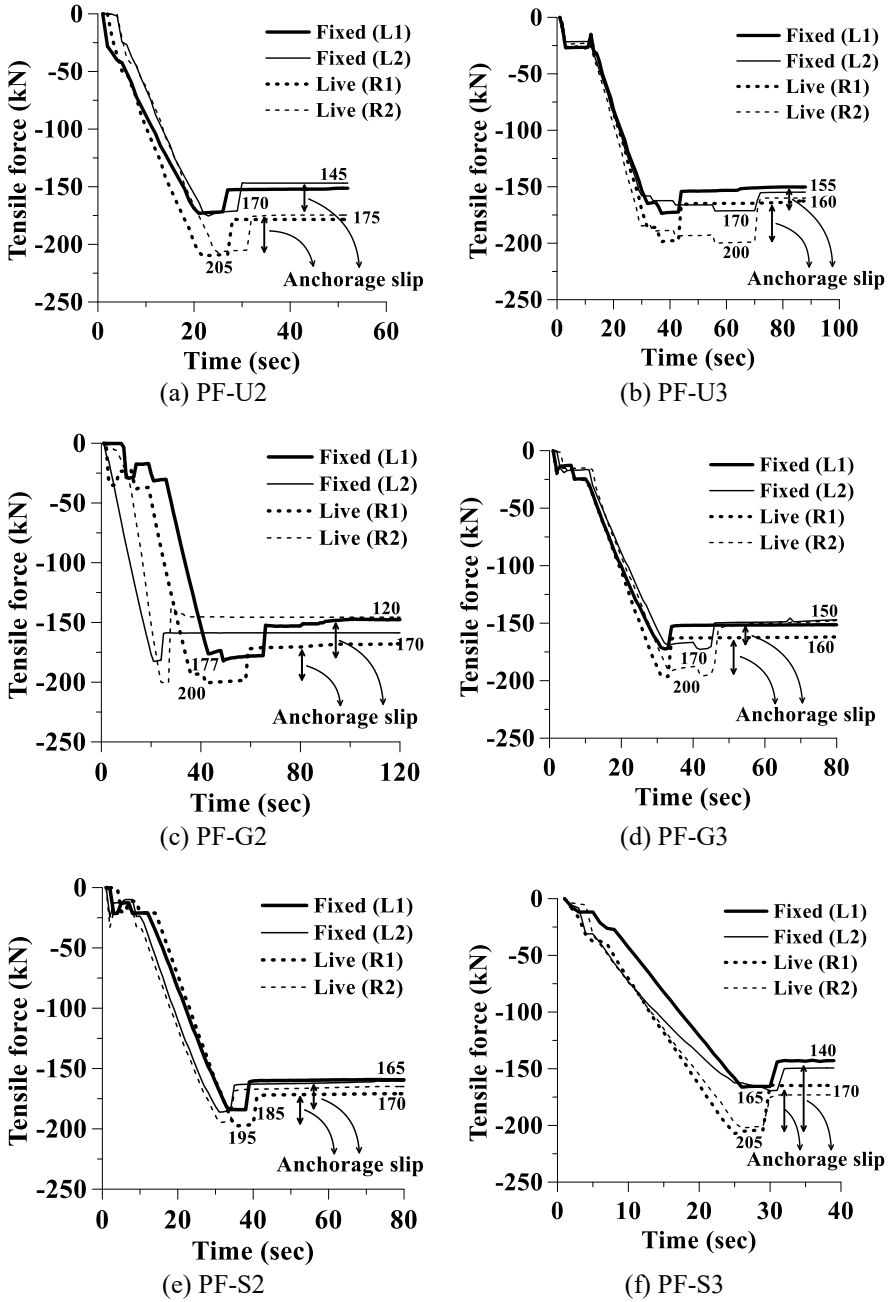 Tensile force (kN)
0
-50
-100
-150
-200
-250
Fixed (L1)
Fixed (L2)
Live (R1)
Live (R2)
145
170
175
205
Anchorage slip
0 20 40 60
Time (sec)
(a) PF-U2
Tensile force (kN)
0
-50
-100
-150
-200
-250
-300
Fixed (L1)
Fixed (L2)
Live (R1)
Live (R2)
155
160
170
200
Anchorage slip
0 20 40 60 80 100
Time (sec)
(b) PF-U3
Tensile force (kN)
0
-50
-100
-150
-200
-250
Fixed (L1)
Fixed (L2)
Live (R1)
Live (R2)
120
177
170
200
Anchorage slip
0 40 80 120
Time (sec)
(c) PF-G2
Tensile force (kN)
0
-50
-100
-150
-200
-250
Fixed (L1)
Fixed (L2)
Live (R1)
Live (R2)
150
170
160
200
Anchorage slip
0 20 40 60 80
Time (sec)
(d) PF-G3
Tensile force (kN)
0
-50
-100
-150
-200
-250
Fixed (L1)
Fixed (L2)
Live (R1)
Live (R2)
165
170
185
195
Anchorage slip
0 20 40 60 80
Time (sec)
(e) PF-S2
Tensile force (kN)
0
-50
-100
-150
-200
-250
Fixed (L1)
Fixed (L2)
Live (R1)
Live (R2)
140
165
170
205
Anchorage slip
0 10 20 30 39
Time (sec)
(f) PF-S3